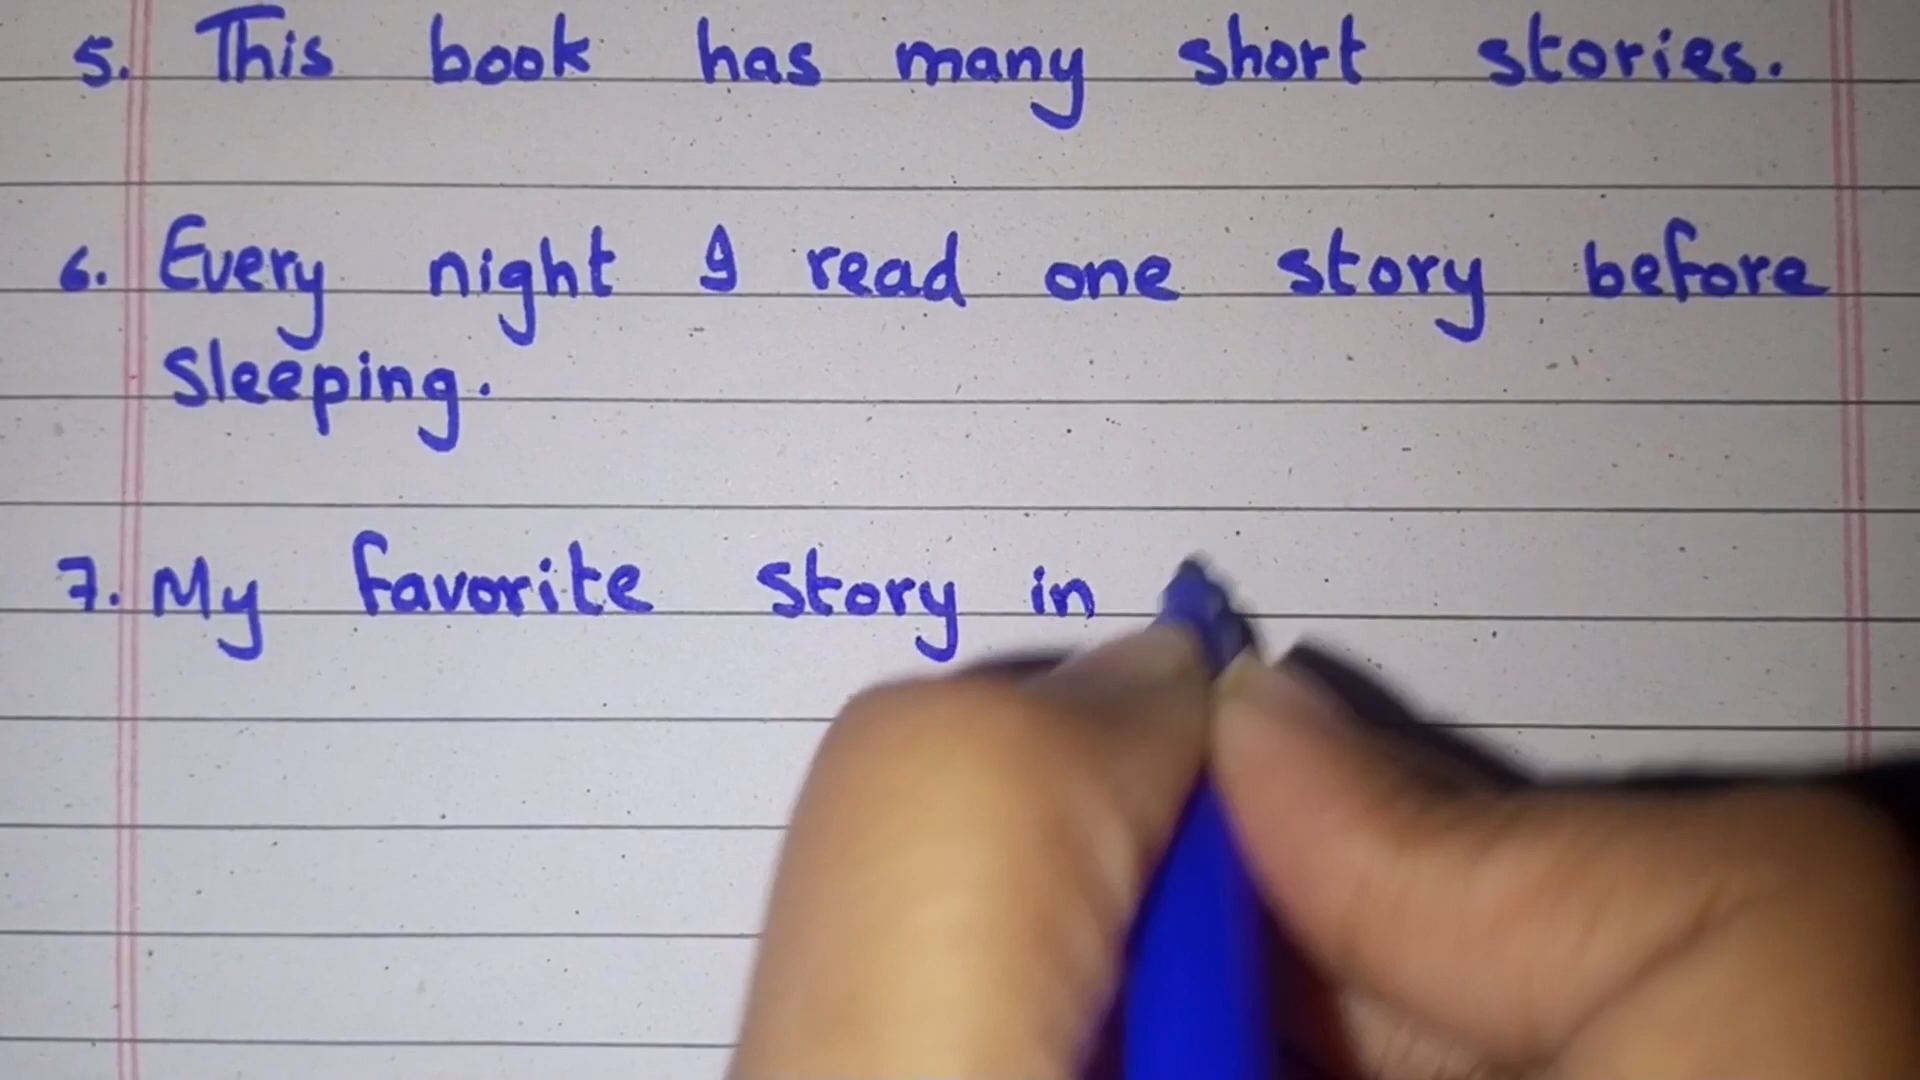 5. This book has many short stories.
6. Every night I read one story before
sleeping.
7. My favorite story in